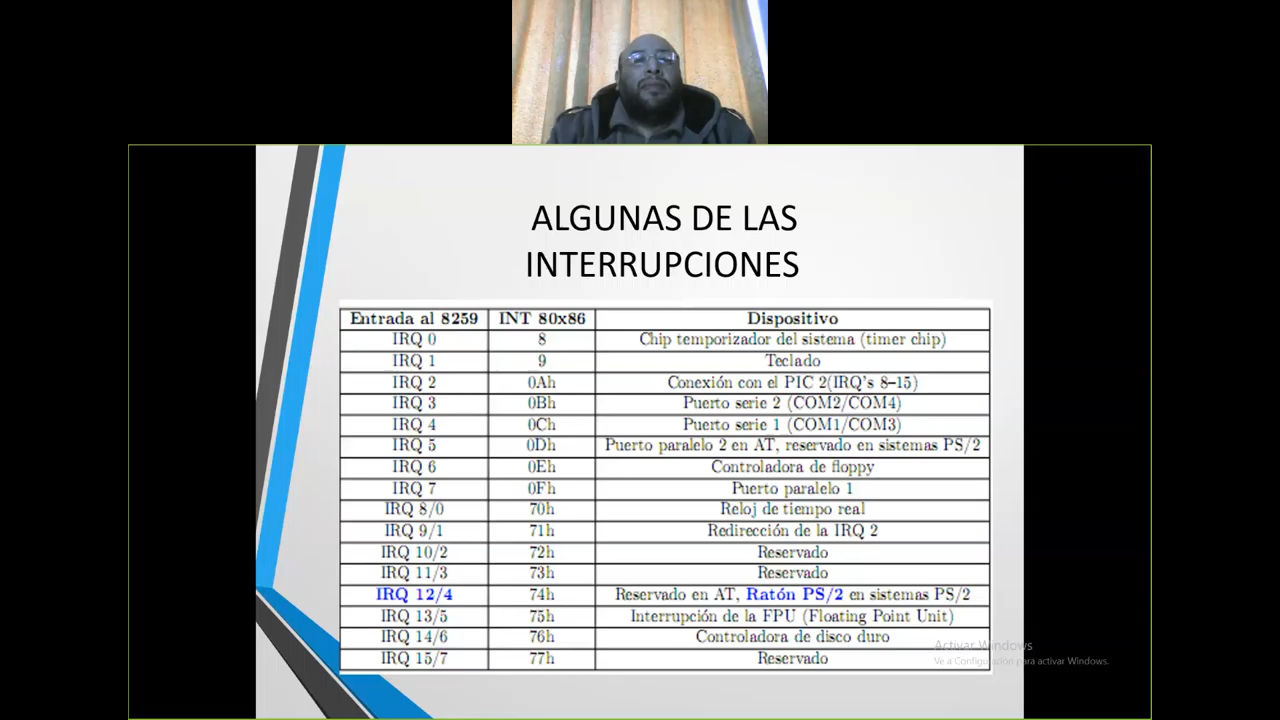 ALGUNAS DE LAS
INTERRUPCIONES
Entrada al 8259 INT 80x86 Dispositivo
IRQ 0 8 Chip temporizador del sistema (timer chip)
IRQ 1 9 Teclado
IRQ 2 0Ah Conexión con el PIC 2(IRQ's 8–15)
IRQ 3 0Bh Puerto serie 2 (COM2/COM4)
IRQ 4 0Ch Puerto serie 1 (COM1/COM3)
IRQ 5 0Dh Puerto paralelo 2 en AT, reservado en sistemas PS/2
IRQ 6 0Eh Controladora de floppy
IRQ 7 0Fh Puerto paralelo 1
IRQ 8/0 70h Reloj de tiempo real
IRQ 9/1 71h Redirección de la IRQ 2
IRQ 10/2 72h Reservado
IRQ 11/3 73h Reservado
IRQ 12/4 74h Reservado en AT, Ratón PS/2 en sistemas PS/2
IRQ 13/5 75h Interrupción de la FPU (Floating Point Unit)
IRQ 14/6 76h Controladora de disco duro
IRQ 15/7 77h Reservado
Activar Windows
Ve a Configuración para activar Windows.